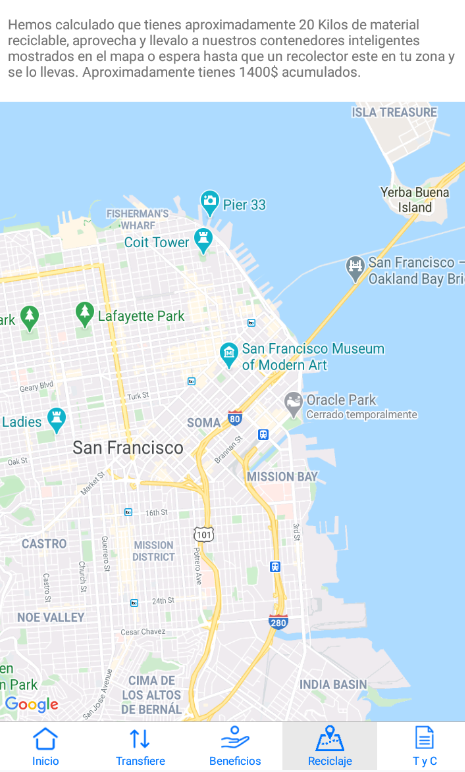 Hemos calculado que tienes aproximadamente 20 Kilos de material
reciclable, aprovecha y llevalo a nuestros contenedores inteligentes
mostrados en el mapa o espera hasta que un recolector este en tu zona y
se lo llevas. Aproximadamente tienes 1400$ acumulados.
ISLA TREASURE
Yerba Buena
Island
Pier 33
FISHERMAN'S
WHARF
Coit Tower
San Francisco –
Oakland Bay Bri
ark
Lafayette Park
San Francisco Museum
of Modern Art
Geary Blvd
Turk St
Oracle Park
Cerrado temporalmente
Ladies
SOMA
80
San Francisco
Brannan St
Oak St
Market St
MISSION BAY
16th St
3rd St
101
CASTRO
MISSION
DISTRICT
Guerrero St
Potrero Ave
Castro St
Church St
24th St
NOE VALLEY
280
Cesar Chavez
en
n Park
CIMA DE
LOS ALTOS
DE BERNAL
San Jose Avenue
INDIA BASIN
Google
Inicio
Transfiere
Beneficios
Reciclaje
T y C